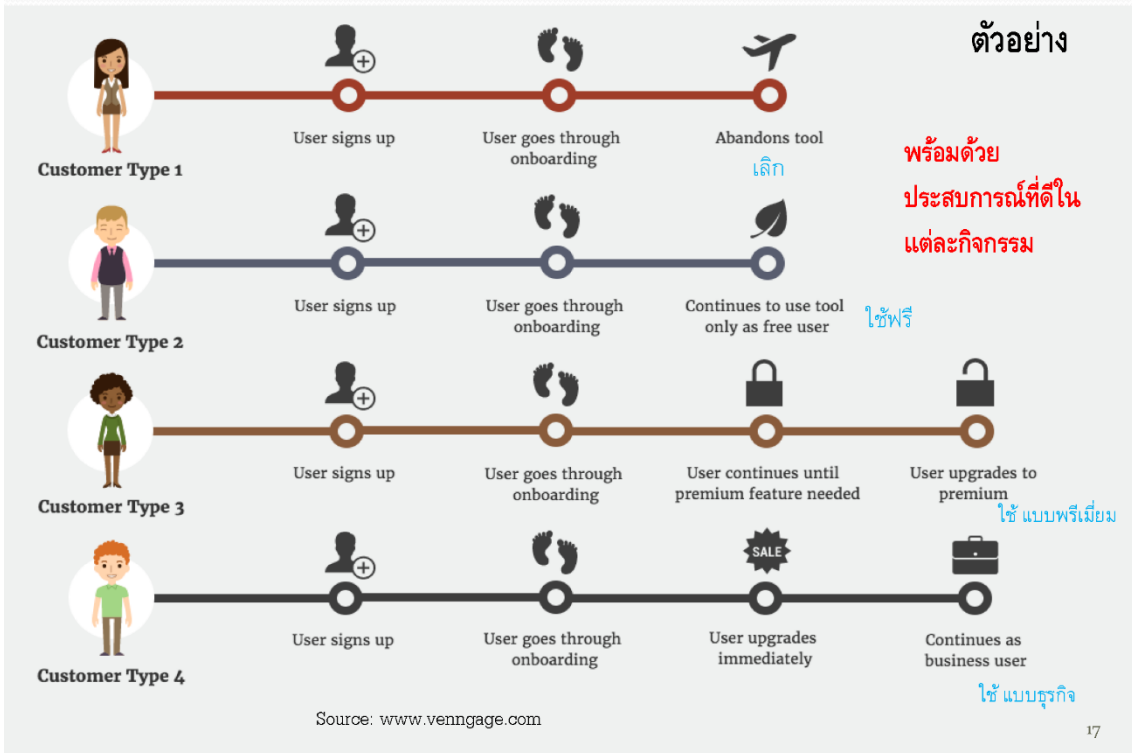 ตัวอย่าง
User signs up
User goes through
onboarding
Abandons tool
เลิก
Customer Type 1
พร้อมด้วย
ประสบการณ์ที่ดีใน
แต่ละกิจกรรม
User signs up
User goes through
onboarding
Continues to use tool
only as free user
ใช้ฟรี
Customer Type 2
User signs up
User goes through
onboarding
User continues until
premium feature needed
User upgrades to
premium
ใช้ แบบพรีเมี่ยม
Customer Type 3
SALE
User signs up
User goes through
onboarding
User upgrades
immediately
Continues as
business user
ใช้ แบบธุรกิจ
Customer Type 4
Source: www.venngage.com
17